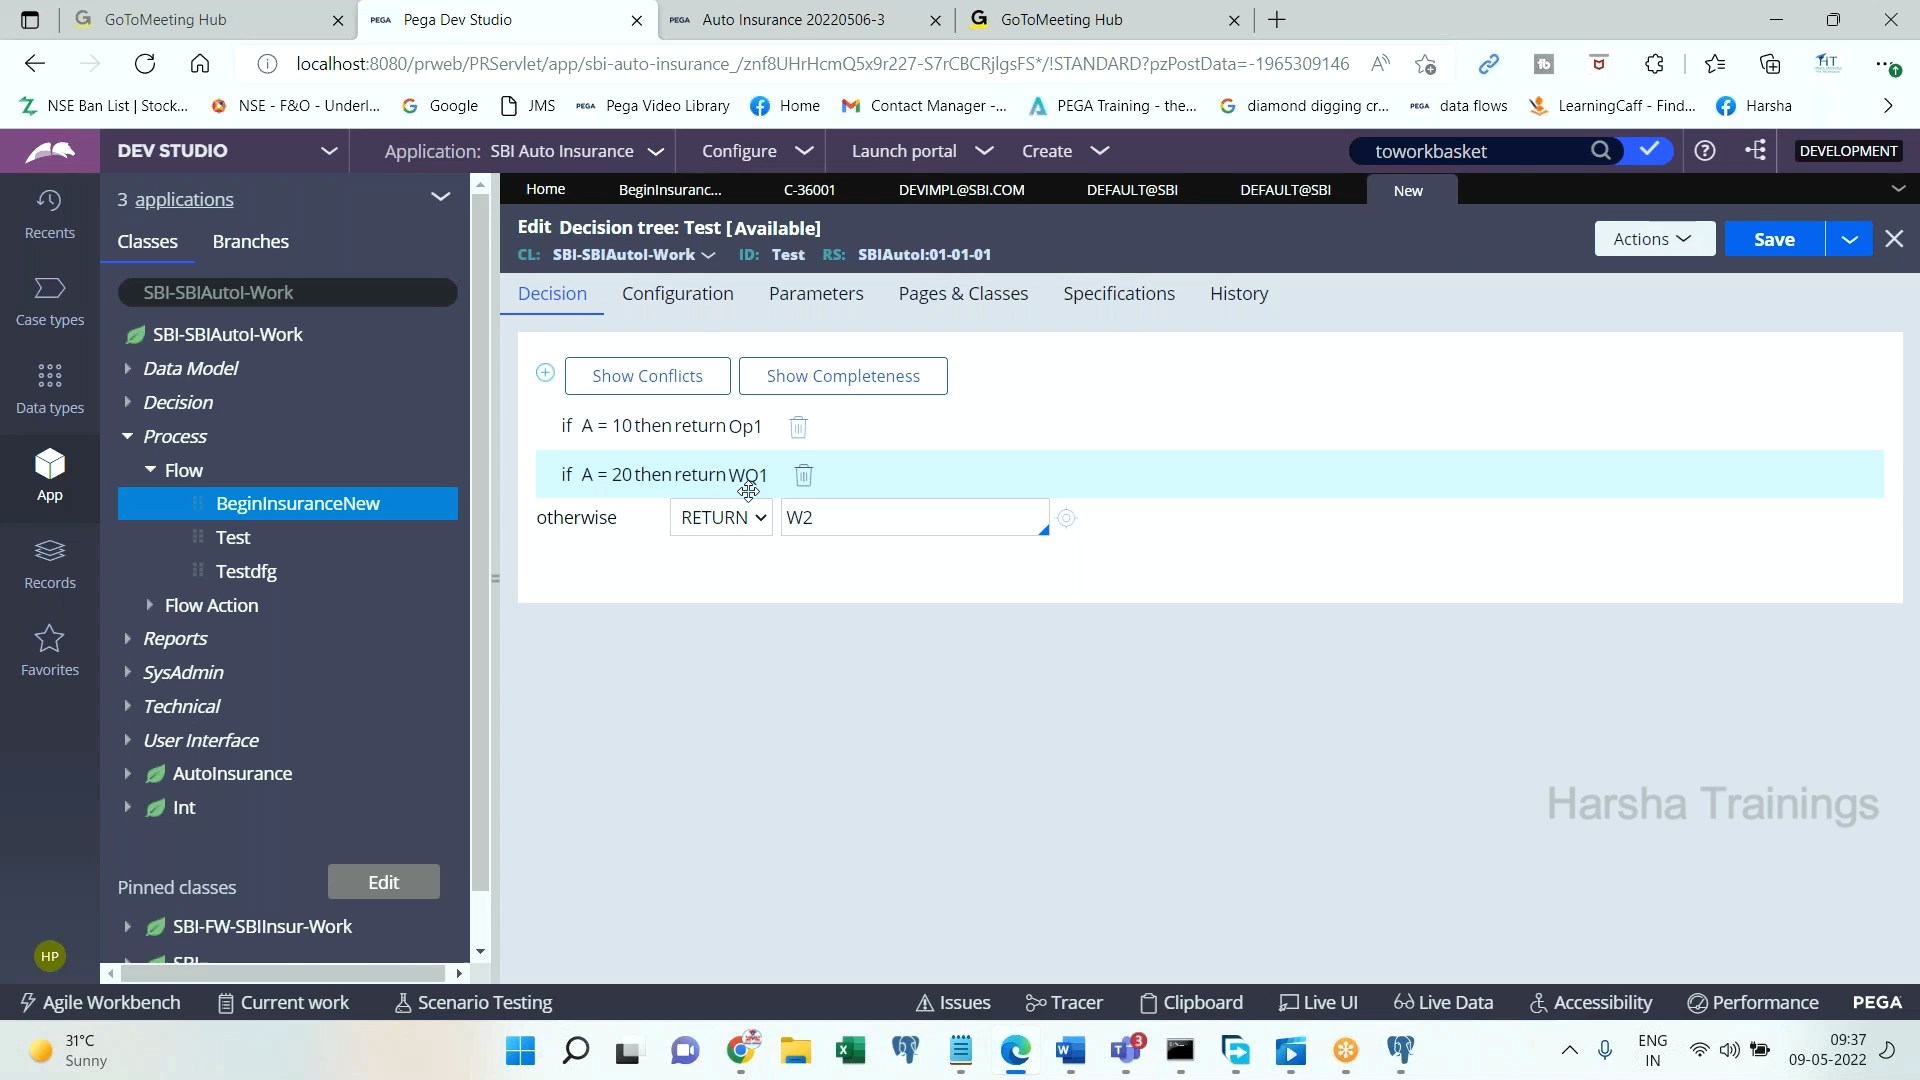 GoToMeeting Hub
PEGA Pega Dev Studio
PEGA Auto Insurance 20220506-3
G GoToMeeting Hub
localhost:8080/prweb/PRServlet/app/sbi-auto-insurance_/znf8UHrHcmQ5x9r227-S7rCBCRjlgsFS*/!STANDARD?pzPostData=-1965309146
NSE Ban List | Stock...
NSE - F&O - Underl...
Google
JMS
PEGA Pega Video Library
Home
Contact Manager -...
PEGA Training - the...
diamond digging cr...
PEGA data flows
LearningCaff - Find...
Harsha
DEV STUDIO
Application: SBI Auto Insurance
Configure
Launch portal
Create
toworkbasket
DEVELOPMENT
Recents
Case types
Data types
App
Records
Favorites
HP
3 applications
Classes
Branches
SBI-SBIAutoI-Work
SBI-SBIAutoI-Work
Data Model
Decision
Process
Flow
BeginInsuranceNew
Test
Testdfg
Flow Action
Reports
SysAdmin
Technical
User Interface
AutoInsurance
Int
Pinned classes
Edit
SBI-FW-SBIInsur-Work
SBI-
Home
BeginInsuranc...
C-36001
DEVIMPL@SBI.COM
DEFAULT@SBI
DEFAULT@SBI
New
Edit Decision tree: Test [Available]
CL: SBI-SBIAutoI-Work ID: Test RS: SBIAutoI:01-01-01
Actions
Save
Decision
Configuration
Parameters
Pages & Classes
Specifications
History
Show Conflicts
Show Completeness
if A = 10 then return Op1
if A = 20 then return WO1
otherwise RETURN W2
Harsha Trainings
Agile Workbench
Current work
Scenario Testing
Issues
Tracer
Clipboard
Live UI
Live Data
Accessibility
Performance
PEGA
31°C
Sunny
3
ENG
IN
09:37
09-05-2022